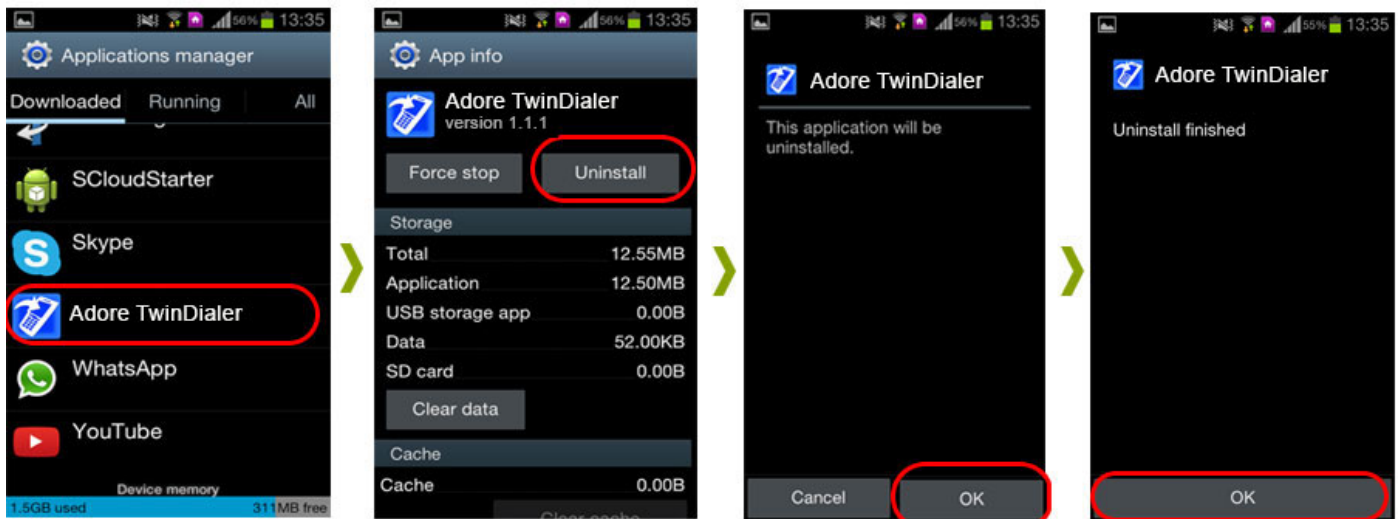 56% 13:35
Applications manager
Downloaded Running All
SCloudStarter
Skype
Adore TwinDialer
WhatsApp
YouTube
Device memory
1.5GB used 311MB free
56% 13:35
App info
Adore TwinDialer
version 1.1.1
Force stop Uninstall
Storage
Total 12.55MB
Application 12.50MB
USB storage app 0.00B
Data 52.00KB
SD card 0.00B
Clear data
Cache
Cache 0.00B
Clear cache
56% 13:35
Adore TwinDialer
This application will be
uninstalled.
Cancel OK
55% 13:35
Adore TwinDialer
Uninstall finished
OK